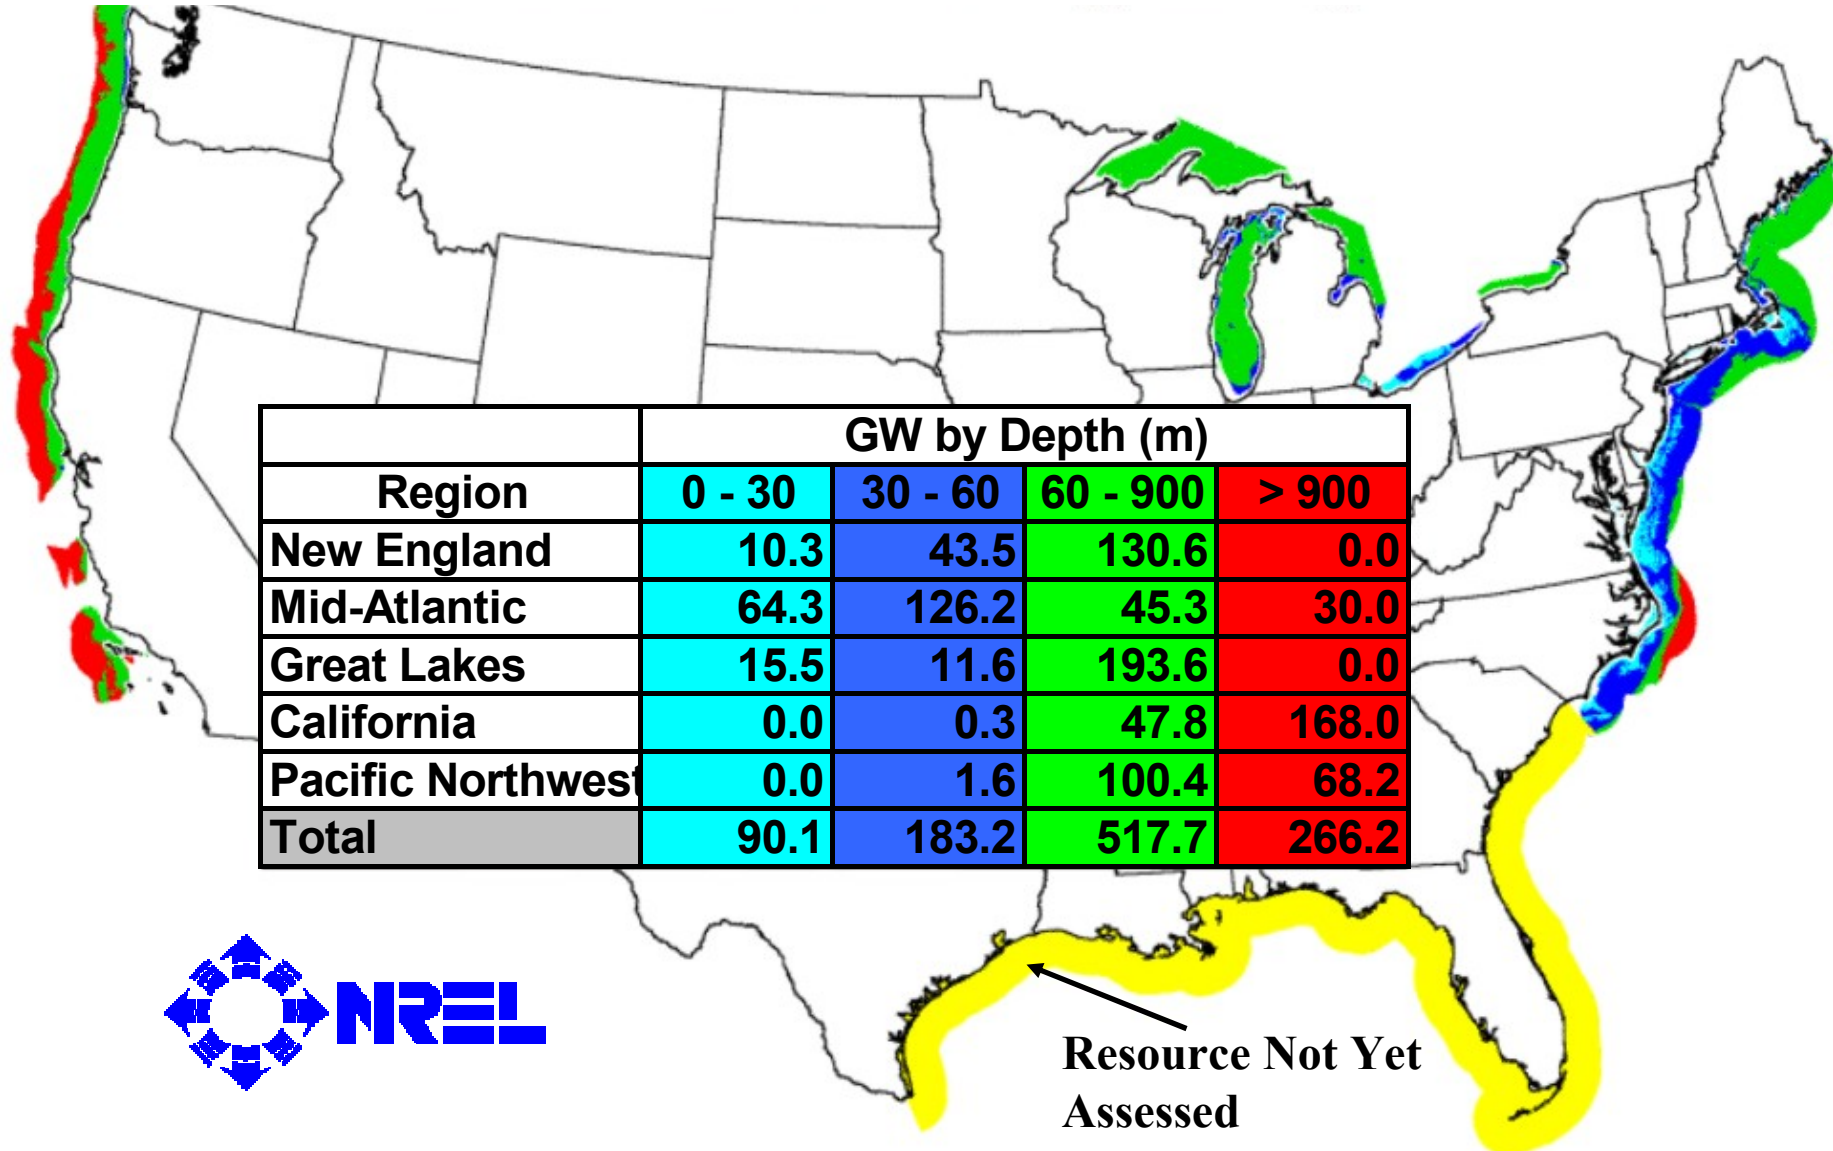 GW by Depth (m)
Region 0 - 30 30 - 60 60 - 900 > 900
New England 10.3 43.5 130.6 0.0
Mid-Atlantic 64.3 126.2 45.3 30.0
Great Lakes 15.5 11.6 193.6 0.0
California 0.0 0.3 47.8 168.0
Pacific Northwest 0.0 1.6 100.4 68.2
Total 90.1 183.2 517.7 266.2
NREL
Resource Not Yet
Assessed